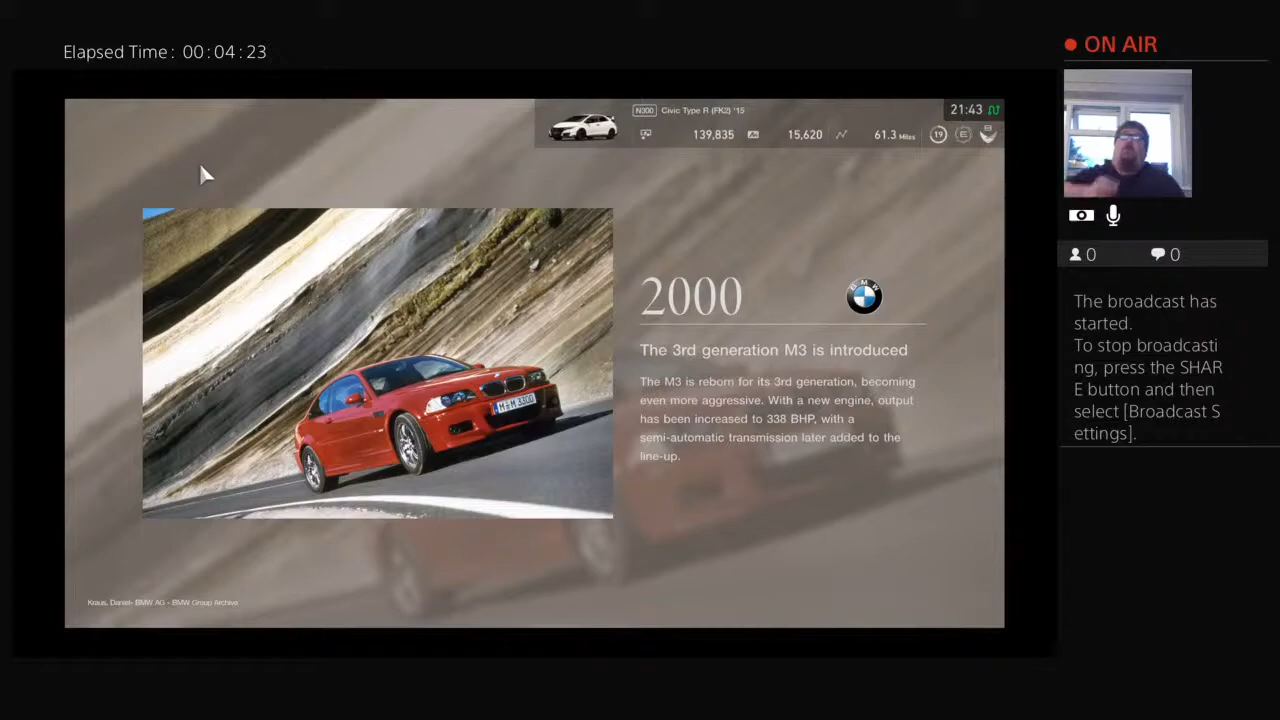 Elapsed Time: 00:04:23
ON AIR
N300 Civic Type R (FK2) '15
21:43
139,835 15,620 61.3 Miles 19 E
0 0
2000
BMW
The 3rd generation M3 is introduced
The M3 is reborn for its 3rd generation, becoming
even more aggressive. With a new engine, output
has been increased to 338 BHP, with a
semi-automatic transmission later added to the
line-up.
M·M 3300
The broadcast has
started.
To stop broadcasti
ng, press the SHAR
E button and then
select [Broadcast S
ettings].
Kraus, Daniel- BMW AG - BMW Group Archive